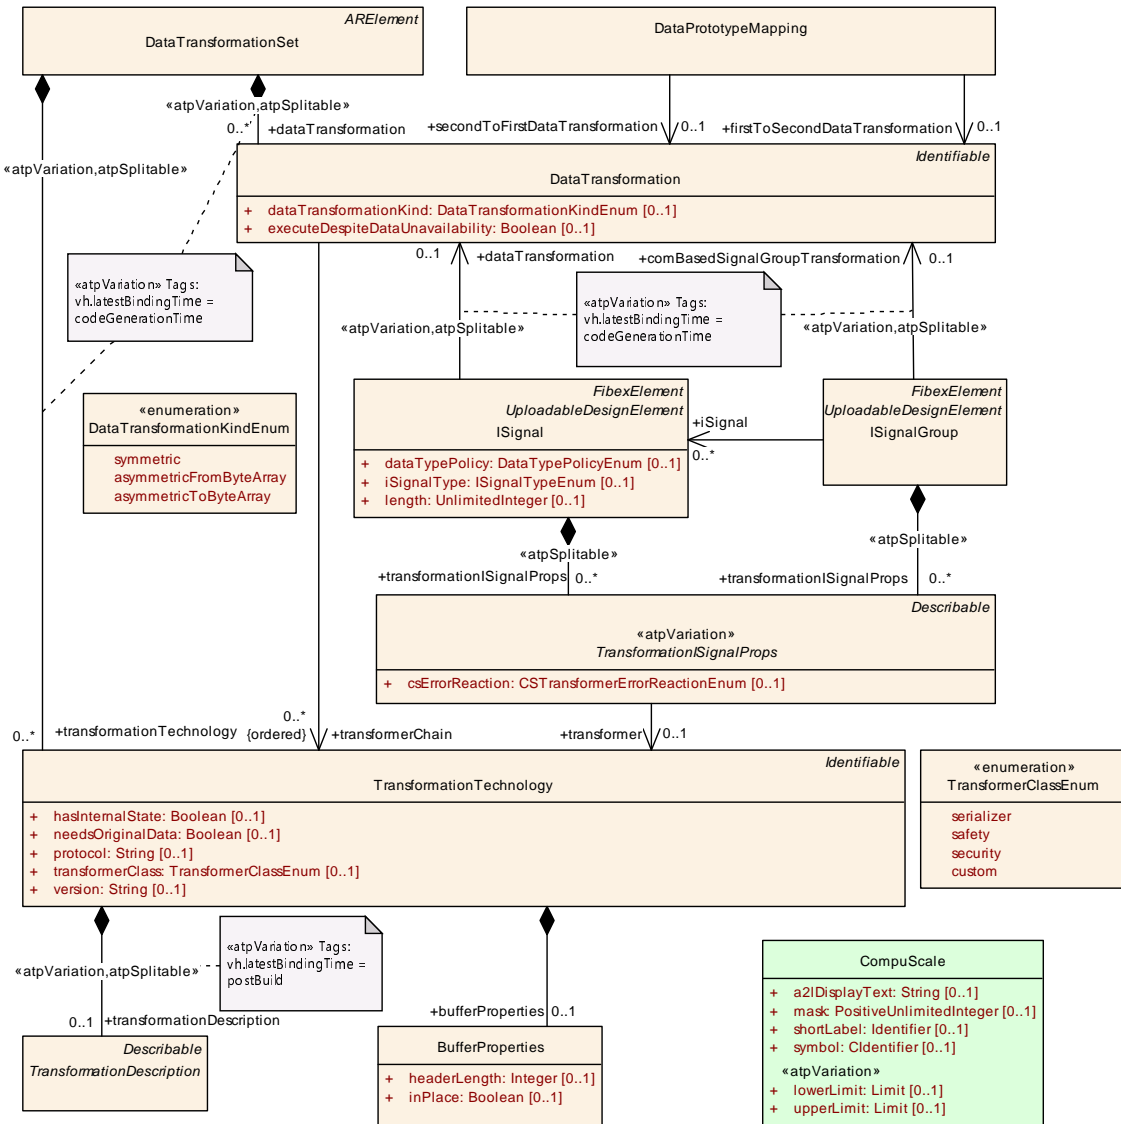 ARElement
DataTransformationSet
DataPrototypeMapping
«atpVariation,atpSplitable»
0..*
+dataTransformation
+secondToFirstDataTransformation
0..1
+firstToSecondDataTransformation
0..1
«atpVariation,atpSplitable»
Identifiable
DataTransformation
+ dataTransformationKind: DataTransformationKindEnum [0..1]
+ executeDespiteDataUnavailability: Boolean [0..1]
0..1
+dataTransformation
+comBasedSignalGroupTransformation
0..1
«atpVariation» Tags:
vh.latestBindingTime =
codeGenerationTime
«atpVariation» Tags:
vh.latestBindingTime =
codeGenerationTime
«atpVariation,atpSplitable»
«atpVariation,atpSplitable»
«enumeration»
DataTransformationKindEnum
symmetric
asymmetricFromByteArray
asymmetricToByteArray
FibexElement
UploadableDesignElement
ISignal
+ dataTypePolicy: DataTypePolicyEnum [0..1]
+ iSignalType: ISignalTypeEnum [0..1]
+ length: UnlimitedInteger [0..1]
+iSignal
0..*
FibexElement
UploadableDesignElement
ISignalGroup
«atpSplitable»
+transformationISignalProps
0..*
«atpSplitable»
+transformationISignalProps
0..*
Describable
«atpVariation»
TransformationISignalProps
+ csErrorReaction: CSTransformerErrorReactionEnum [0..1]
0..*
+transformationTechnology
0..*
{ordered}
+transformerChain
+transformer
0..1
Identifiable
TransformationTechnology
+ hasInternalState: Boolean [0..1]
+ needsOriginalData: Boolean [0..1]
+ protocol: String [0..1]
+ transformerClass: TransformerClassEnum [0..1]
+ version: String [0..1]
«enumeration»
TransformerClassEnum
serializer
safety
security
custom
«atpVariation,atpSplitable»
«atpVariation» Tags:
vh.latestBindingTime =
postBuild
0..1
+transformationDescription
+bufferProperties
0..1
Describable
TransformationDescription
BufferProperties
+ headerLength: Integer [0..1]
+ inPlace: Boolean [0..1]
CompuScale
+ a2lDisplayText: String [0..1]
+ mask: PositiveUnlimitedInteger [0..1]
+ shortLabel: Identifier [0..1]
+ symbol: CIdentifier [0..1]
«atpVariation»
+ lowerLimit: Limit [0..1]
+ upperLimit: Limit [0..1]